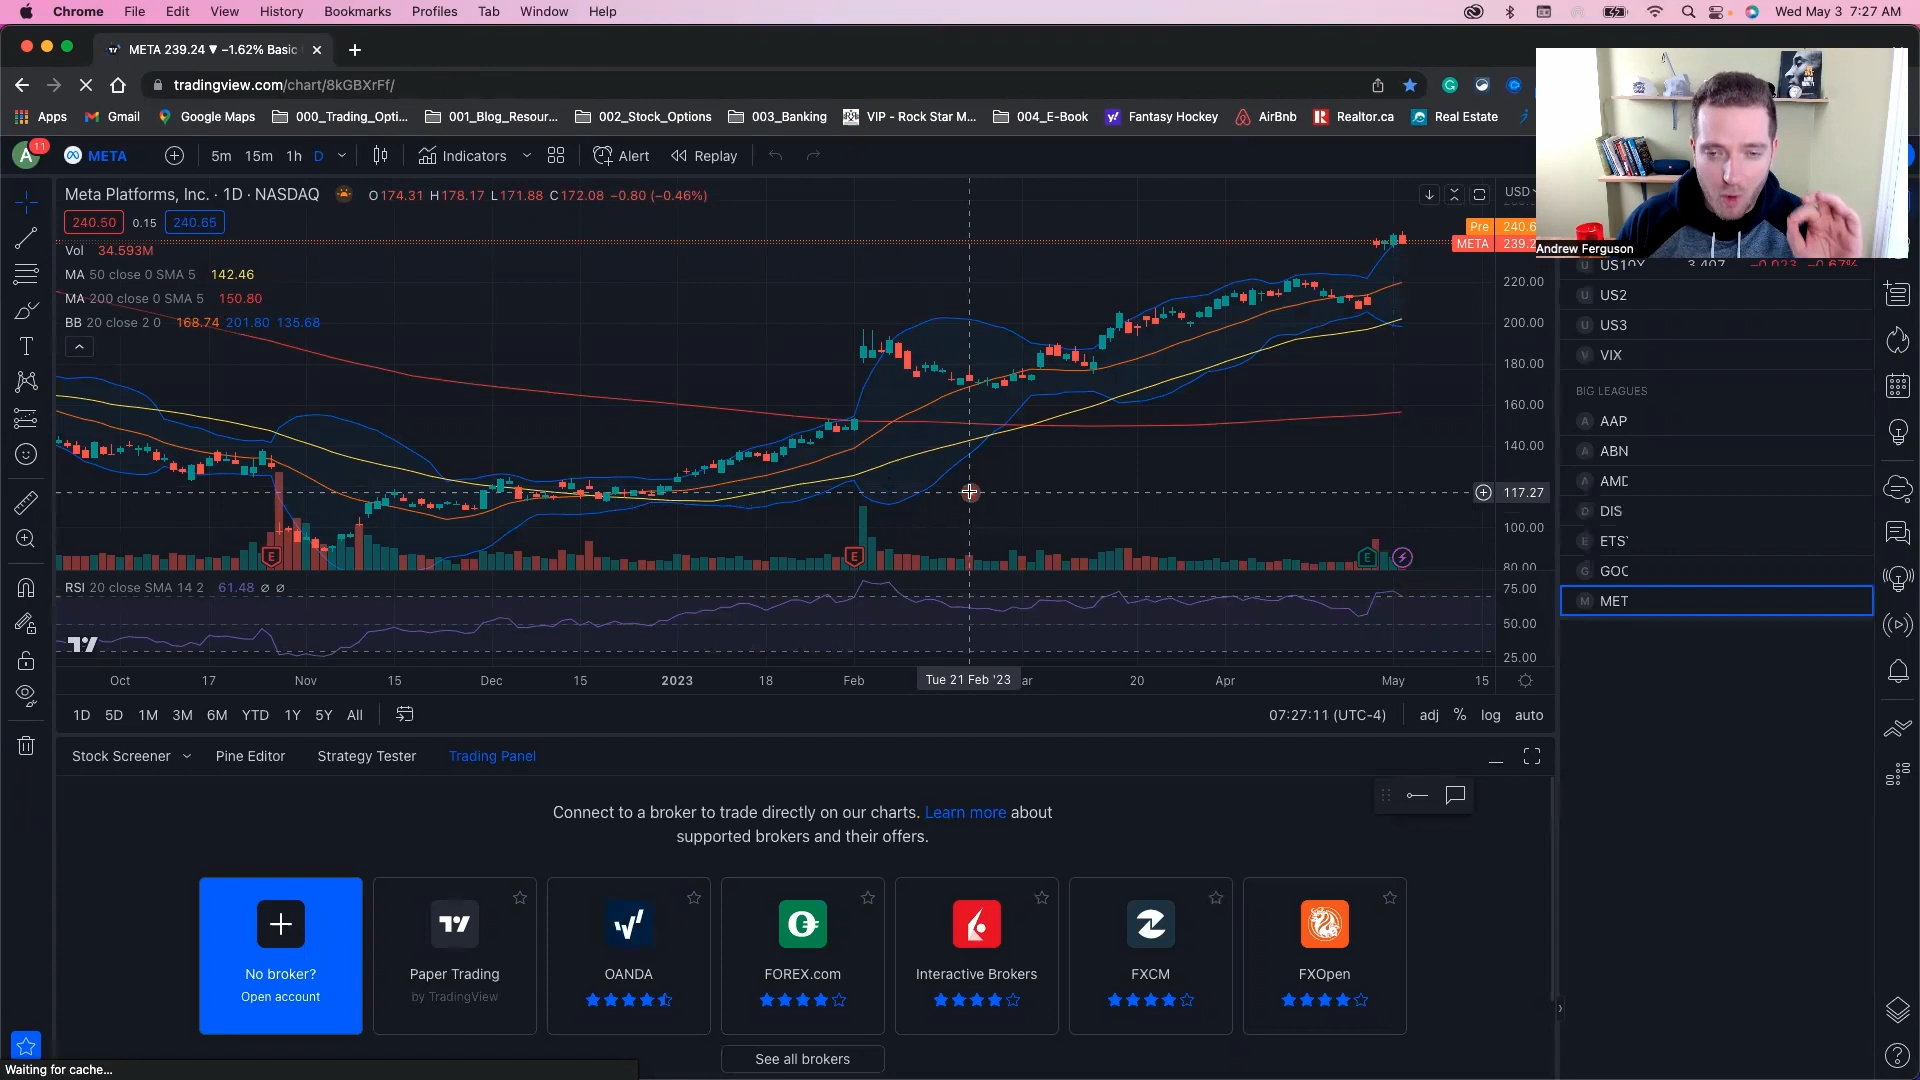 Chrome File Edit View History Bookmarks Profiles Tab Window Help Wed May 3 7:27 AM
META 239.24 ▼ −1.62% Basic
tradingview.com/chart/8kGBXrFf/
Apps Gmail Google Maps 000_Trading_Opti... 001_Blog_Resour... 002_Stock_Options 003_Banking VIP - Rock Star M... 004_E-Book Fantasy Hockey AirBnb Realtor.ca Real Estate
A 11 META 5m 15m 1h D Indicators Alert Replay
Meta Platforms, Inc. · 1D · NASDAQ O174.31 H178.17 L171.88 C172.08 −0.80 (−0.46%) USD
240.50 0.15 240.65
Pre 240.6
Vol 34.593M
META 239.2
Andrew Ferguson
US10Y 3.407 −0.023 −0.67%
MA 50 close 0 SMA 5 142.46
220.00
US2
MA 200 close 0 SMA 5 150.80
BB 20 close 2 0 168.74 201.80 135.68
200.00
US3
VIX
180.00
BIG LEAGUES
160.00
AAP
140.00
ABN
AMD
117.27
DIS
100.00
ETSY
E E E
80.00
GOO
RSI 20 close SMA 14 2 61.48 ∅ ∅
75.00
MET
50.00
25.00
Oct 17 Nov 15 Dec 15 2023 18 Feb Tue 21 Feb '23 ar 20 Apr May 15
1D 5D 1M 3M 6M YTD 1Y 5Y All 07:27:11 (UTC-4) adj % log auto
Stock Screener Pine Editor Strategy Tester Trading Panel
Connect to a broker to trade directly on our charts. Learn more about
supported brokers and their offers.
No broker?
Open account
Paper Trading
by TradingView
OANDA
FOREX.com
Interactive Brokers
FXCM
FXOpen
See all brokers
Waiting for cache...